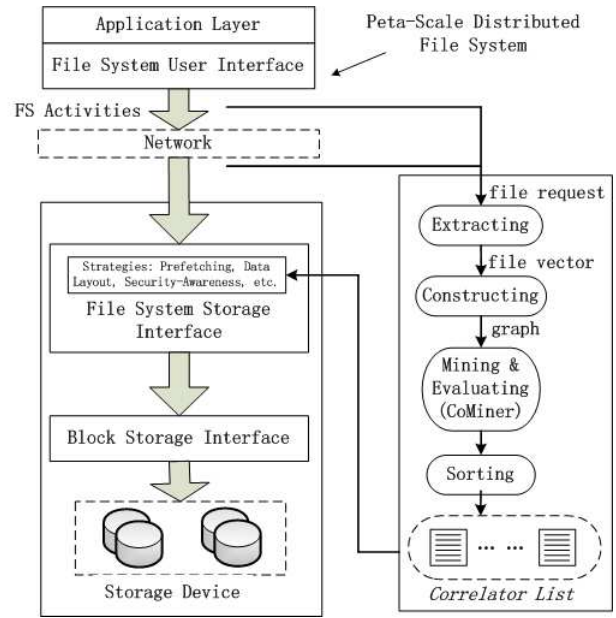 Application Layer
File System User Interface
Peta-Scale Distributed
File System
FS Activities
Network
Strategies: Prefetching, Data
Layout, Security-Awareness, etc.
File System Storage
Interface
Block Storage Interface
Storage Device
file request
Extracting
file vector
Constructing
graph
Mining &
Evaluating
(CoMiner)
Sorting
... ...
Correlator List